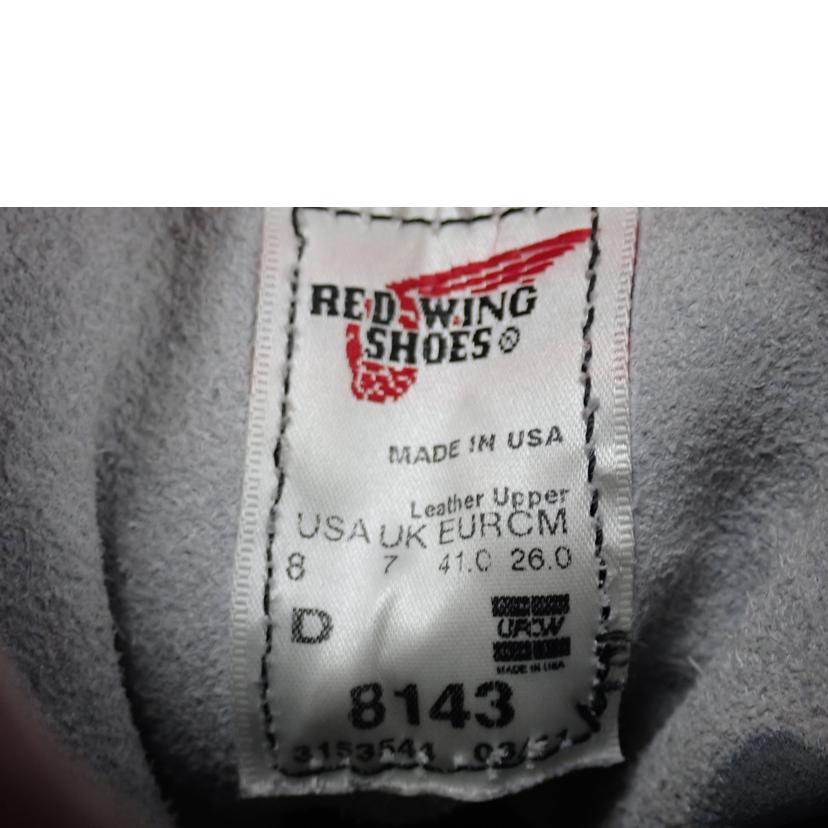 RED WING
SHOES®
MADE IN USA
Leather Upper
USA UK EUR CM
8 7 41.0 26.0
D
URCW
MADE IN USA
8143